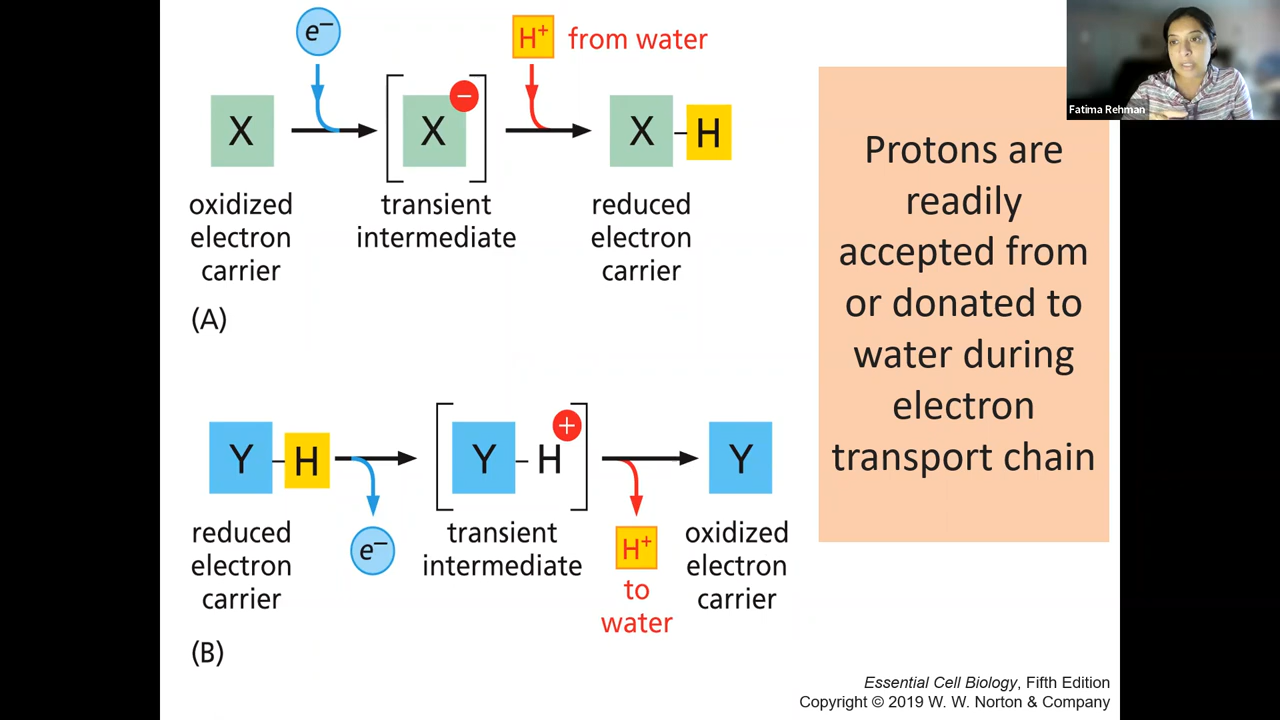 e⁻
H⁺ from water
X
X
−
X
H
oxidized
electron
carrier
transient
intermediate
reduced
electron
carrier
(A)
Y
H
Y
H
+
Y
reduced
electron
carrier
e⁻
transient
intermediate
H⁺
to
water
oxidized
electron
carrier
(B)
Fatima Rehman
Protons are
readily
accepted from
or donated to
water during
electron
transport chain
Essential Cell Biology, Fifth Edition
Copyright © 2019 W. W. Norton & Company